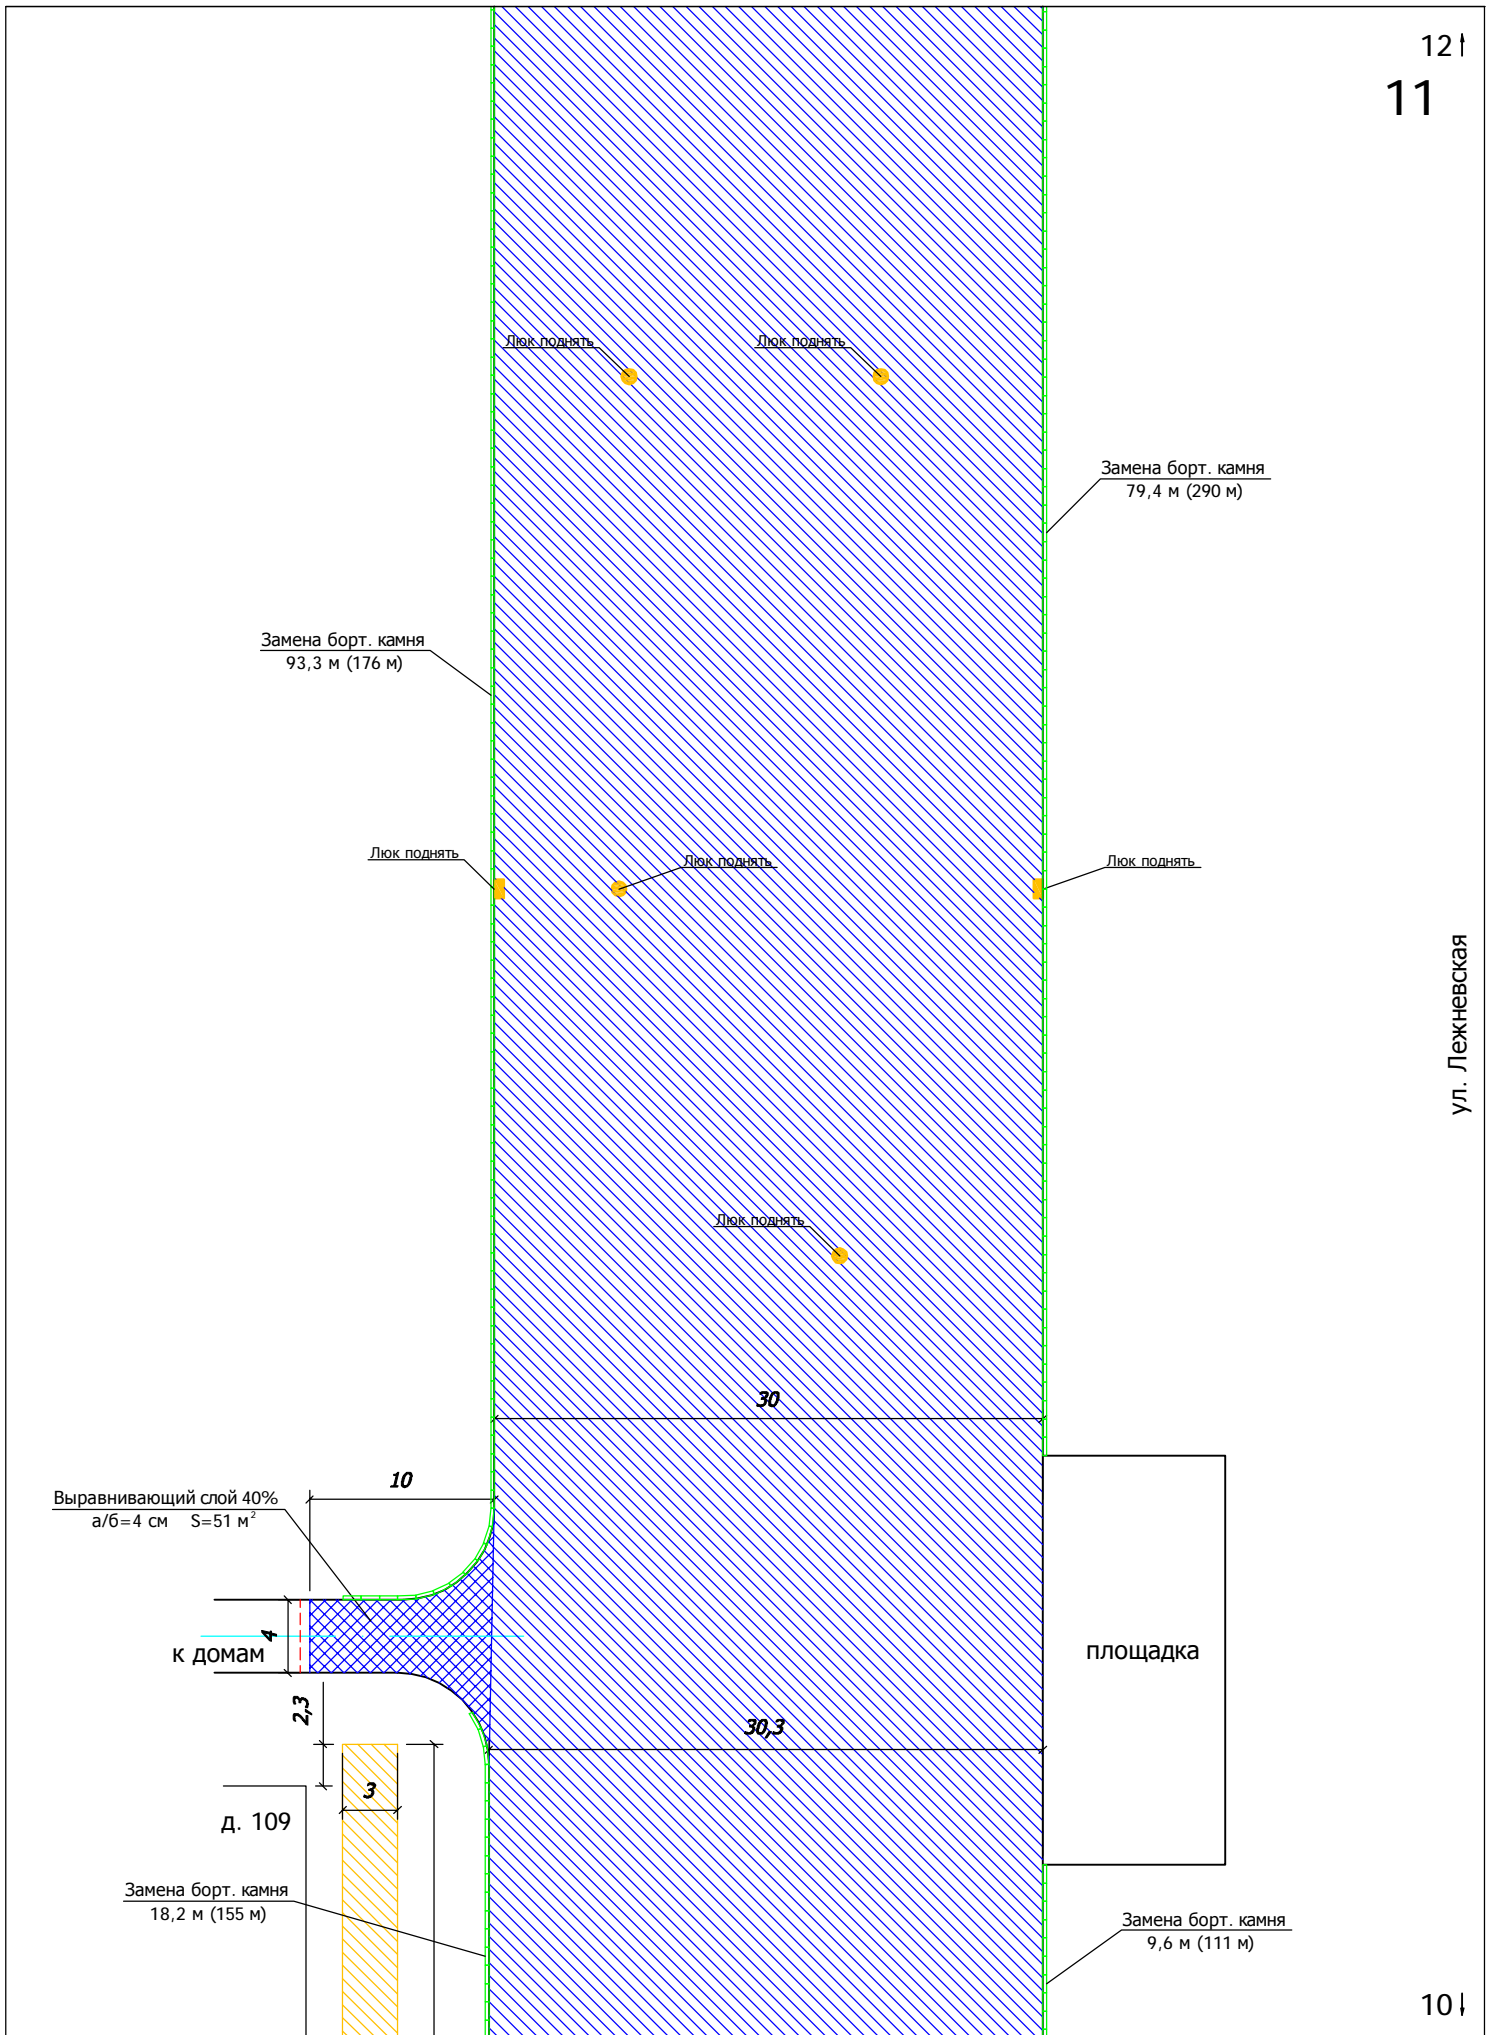 12
11
Люк поднять
Люк поднять
Замена борт. камня
79,4 м (290 м)
Замена борт. камня
93,3 м (176 м)
Люк поднять
Люк поднять
Люк поднять
ул. Лежневская
Люк поднять
30
10
Выравнивающий слой 40%
а/б=4 см S=51 м²
4
к домам
площадка
2,3
30,3
3
д. 109
Замена борт. камня
18,2 м (155 м)
Замена борт. камня
9,6 м (111 м)
10